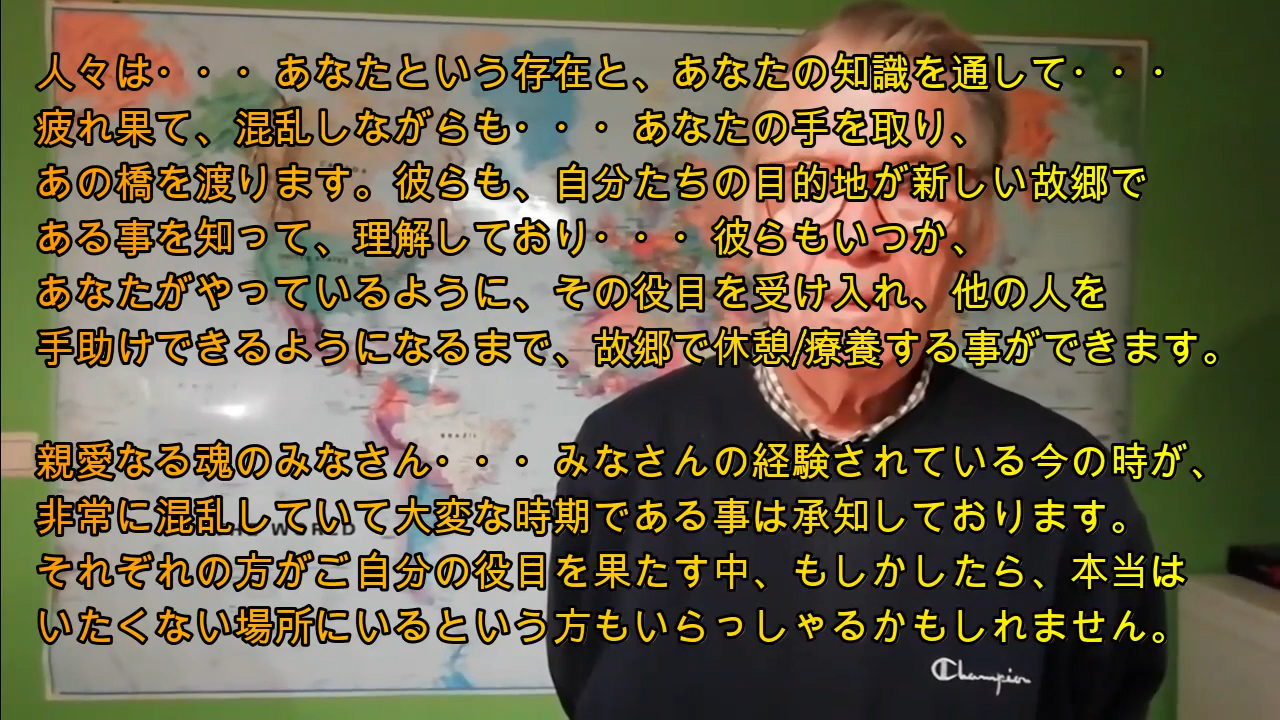 人々は・・・あなたという存在と、あなたの知識を通して・・・
疲れ果て、混乱しながらも・・・あなたの手を取り、
あの橋を渡ります。彼らも、自分たちの目的地が新しい故郷で
ある事を知って、理解しており・・・彼らもいつか、
あなたがやっているように、その役目を受け入れ、他の人を
手助けできるようになるまで、故郷で休憩/療養する事ができます。
親愛なる魂のみなさん・・・みなさんの経験されている今の時が、
非常に混乱していて大変な時期である事は承知しております。
それぞれの方がご自分の役目を果たす中、もしかしたら、本当は
いたくない場所にいるという方もいらっしゃるかもしれません。
BRAZIL
WORLD
Champion